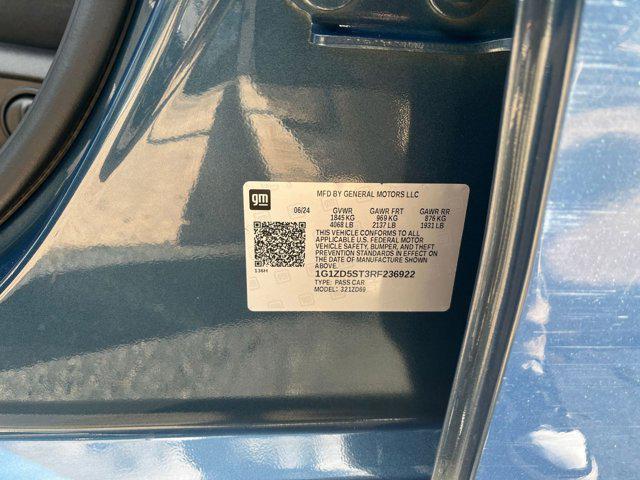 gm
MFD BY GENERAL MOTORS LLC
06/24 GVWR GAWR FRT GAWR RR
1845 KG 969 KG 876 KG
4068 LB 2137 LB 1931 LB
THIS VEHICLE CONFORMS TO ALL
APPLICABLE U.S. FEDERAL MOTOR
VEHICLE SAFETY, BUMPER, AND THEFT
PREVENTION STANDARDS IN EFFECT ON
THE DATE OF MANUFACTURE SHOWN
ABOVE.
136H
1G1ZD5ST3RF236922
TYPE: PASS CAR
MODEL: 321ZD69